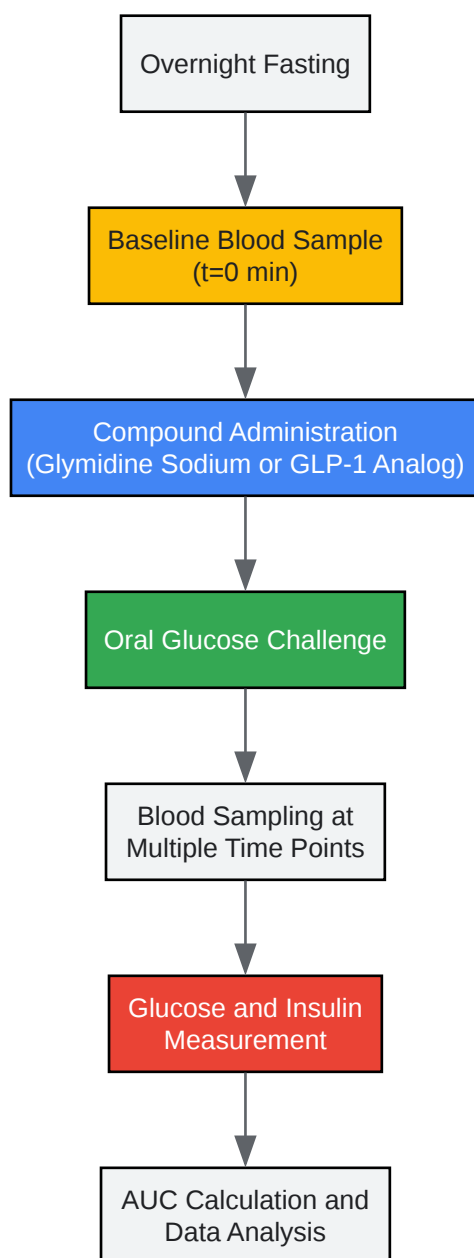 Overnight Fasting
Baseline Blood Sample
(t=0 min)
Compound Administration
(Glymidine Sodium or GLP-1 Analog)
Oral Glucose Challenge
Blood Sampling at
Multiple Time Points
Glucose and Insulin
Measurement
AUC Calculation and
Data Analysis